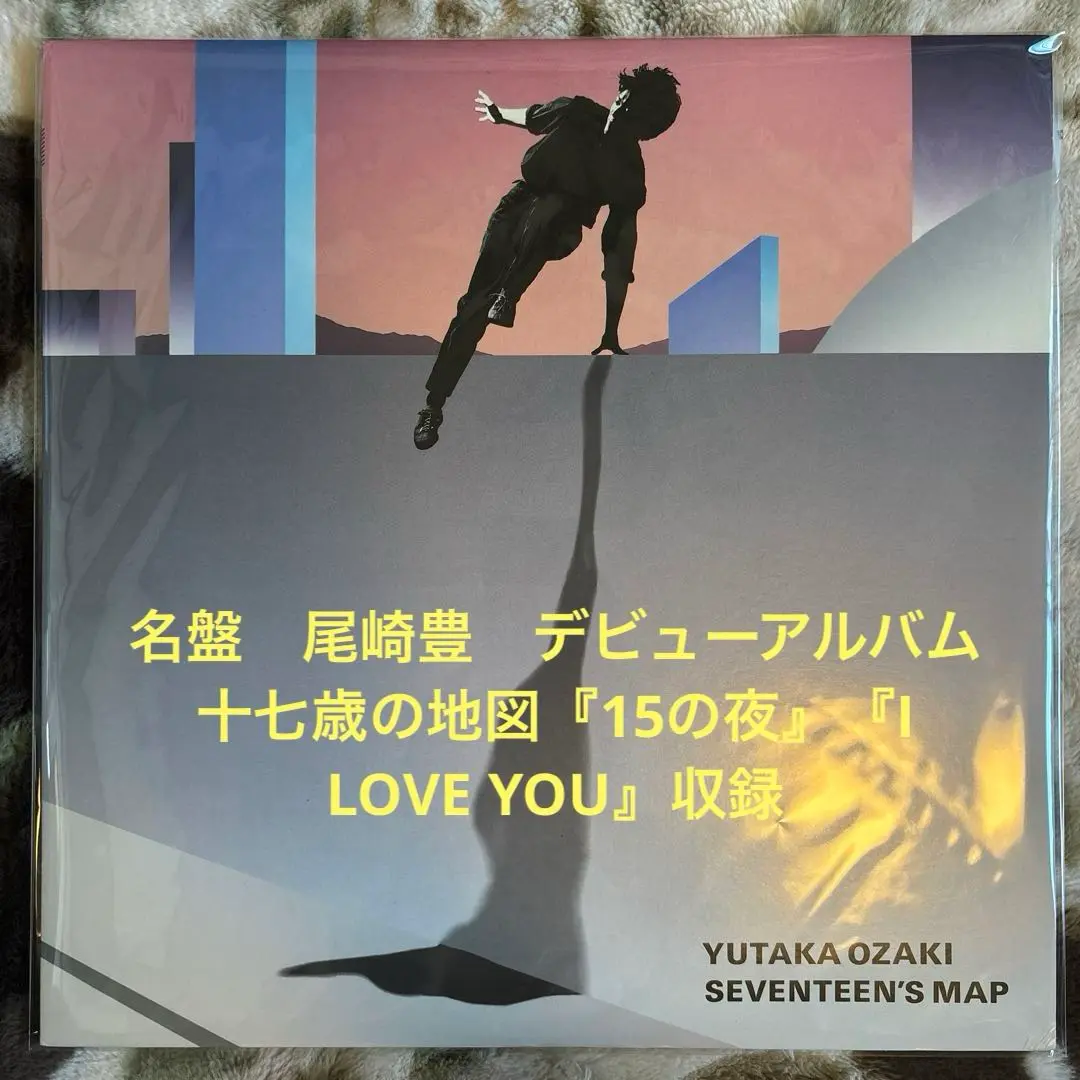 名盤　尾崎豊　デビューアルバム
十七歳の地図『15の夜』『I
LOVE YOU』収録
YUTAKA OZAKI
SEVENTEEN'S MAP